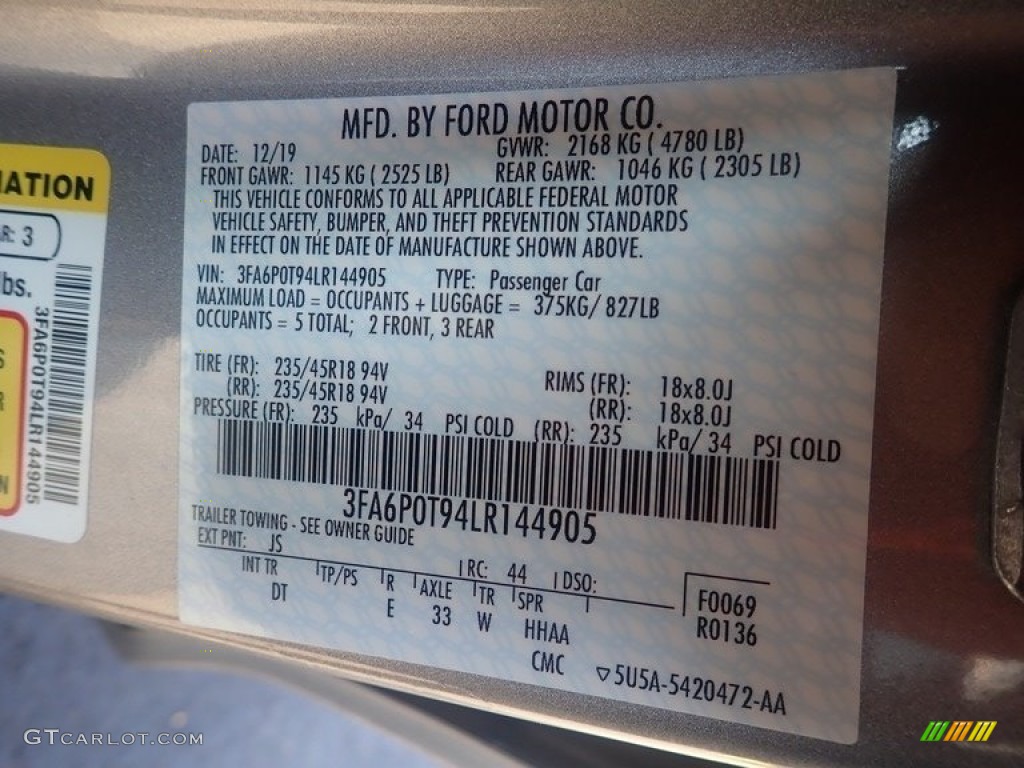 MFD. BY FORD MOTOR CO.
DATE: 12/19 GVWR: 2168 KG ( 4780 LB)
FRONT GAWR: 1145 KG ( 2525 LB) REAR GAWR: 1046 KG ( 2305 LB)
THIS VEHICLE CONFORMS TO ALL APPLICABLE FEDERAL MOTOR
VEHICLE SAFETY, BUMPER, AND THEFT PREVENTION STANDARDS
IN EFFECT ON THE DATE OF MANUFACTURE SHOWN ABOVE.
VIN: 3FA6P0T94LR144905 TYPE: Passenger Car
MAXIMUM LOAD = OCCUPANTS + LUGGAGE = 375KG/ 827LB
OCCUPANTS = 5 TOTAL; 2 FRONT, 3 REAR
TIRE (FR): 235/45R18 94V RIMS (FR): 18x8.0J
(RR): 235/45R18 94V (RR): 18x8.0J
PRESSURE (FR): 235 kPa/ 34 PSI COLD (RR): 235 kPa/ 34 PSI COLD
3FA6P0T94LR144905
TRAILER TOWING - SEE OWNER GUIDE
EXT PNT: JS RC: 44 DSO:
INT TR TP/PS R AXLE TR SPR F0069
DT E 33 W HHAA R0136
CMC ▽5U5A-5420472-AA
MATION
R: 3
lbs.
3FA6P0T94LR144905
GTCARLOT.COM